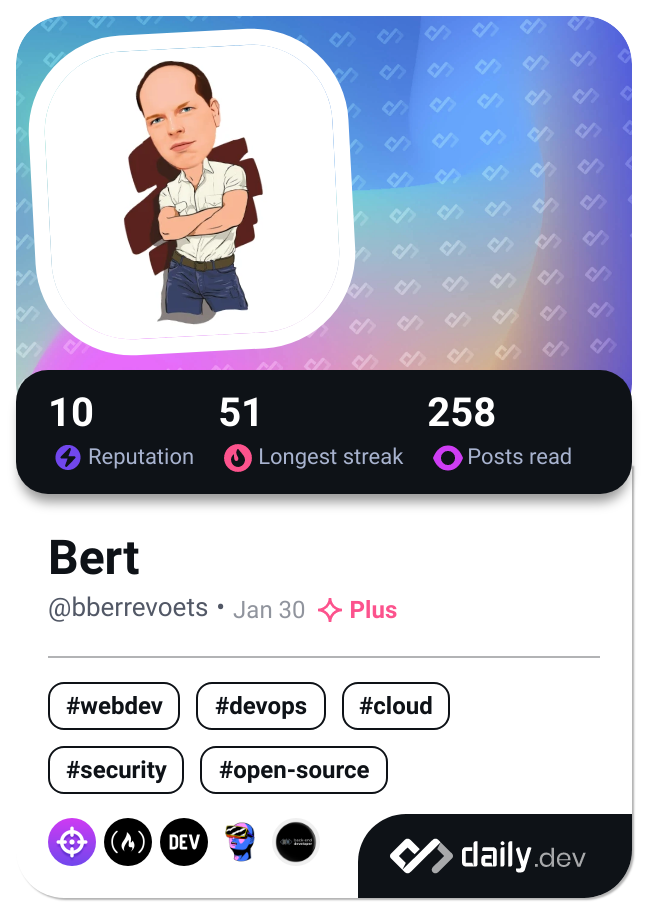 10 51 258
Reputation Longest streak Posts read
Bert
@bberrevoets • Jan 30 Plus
#webdev #devops #cloud
#security #open-source
DEV
daily.dev